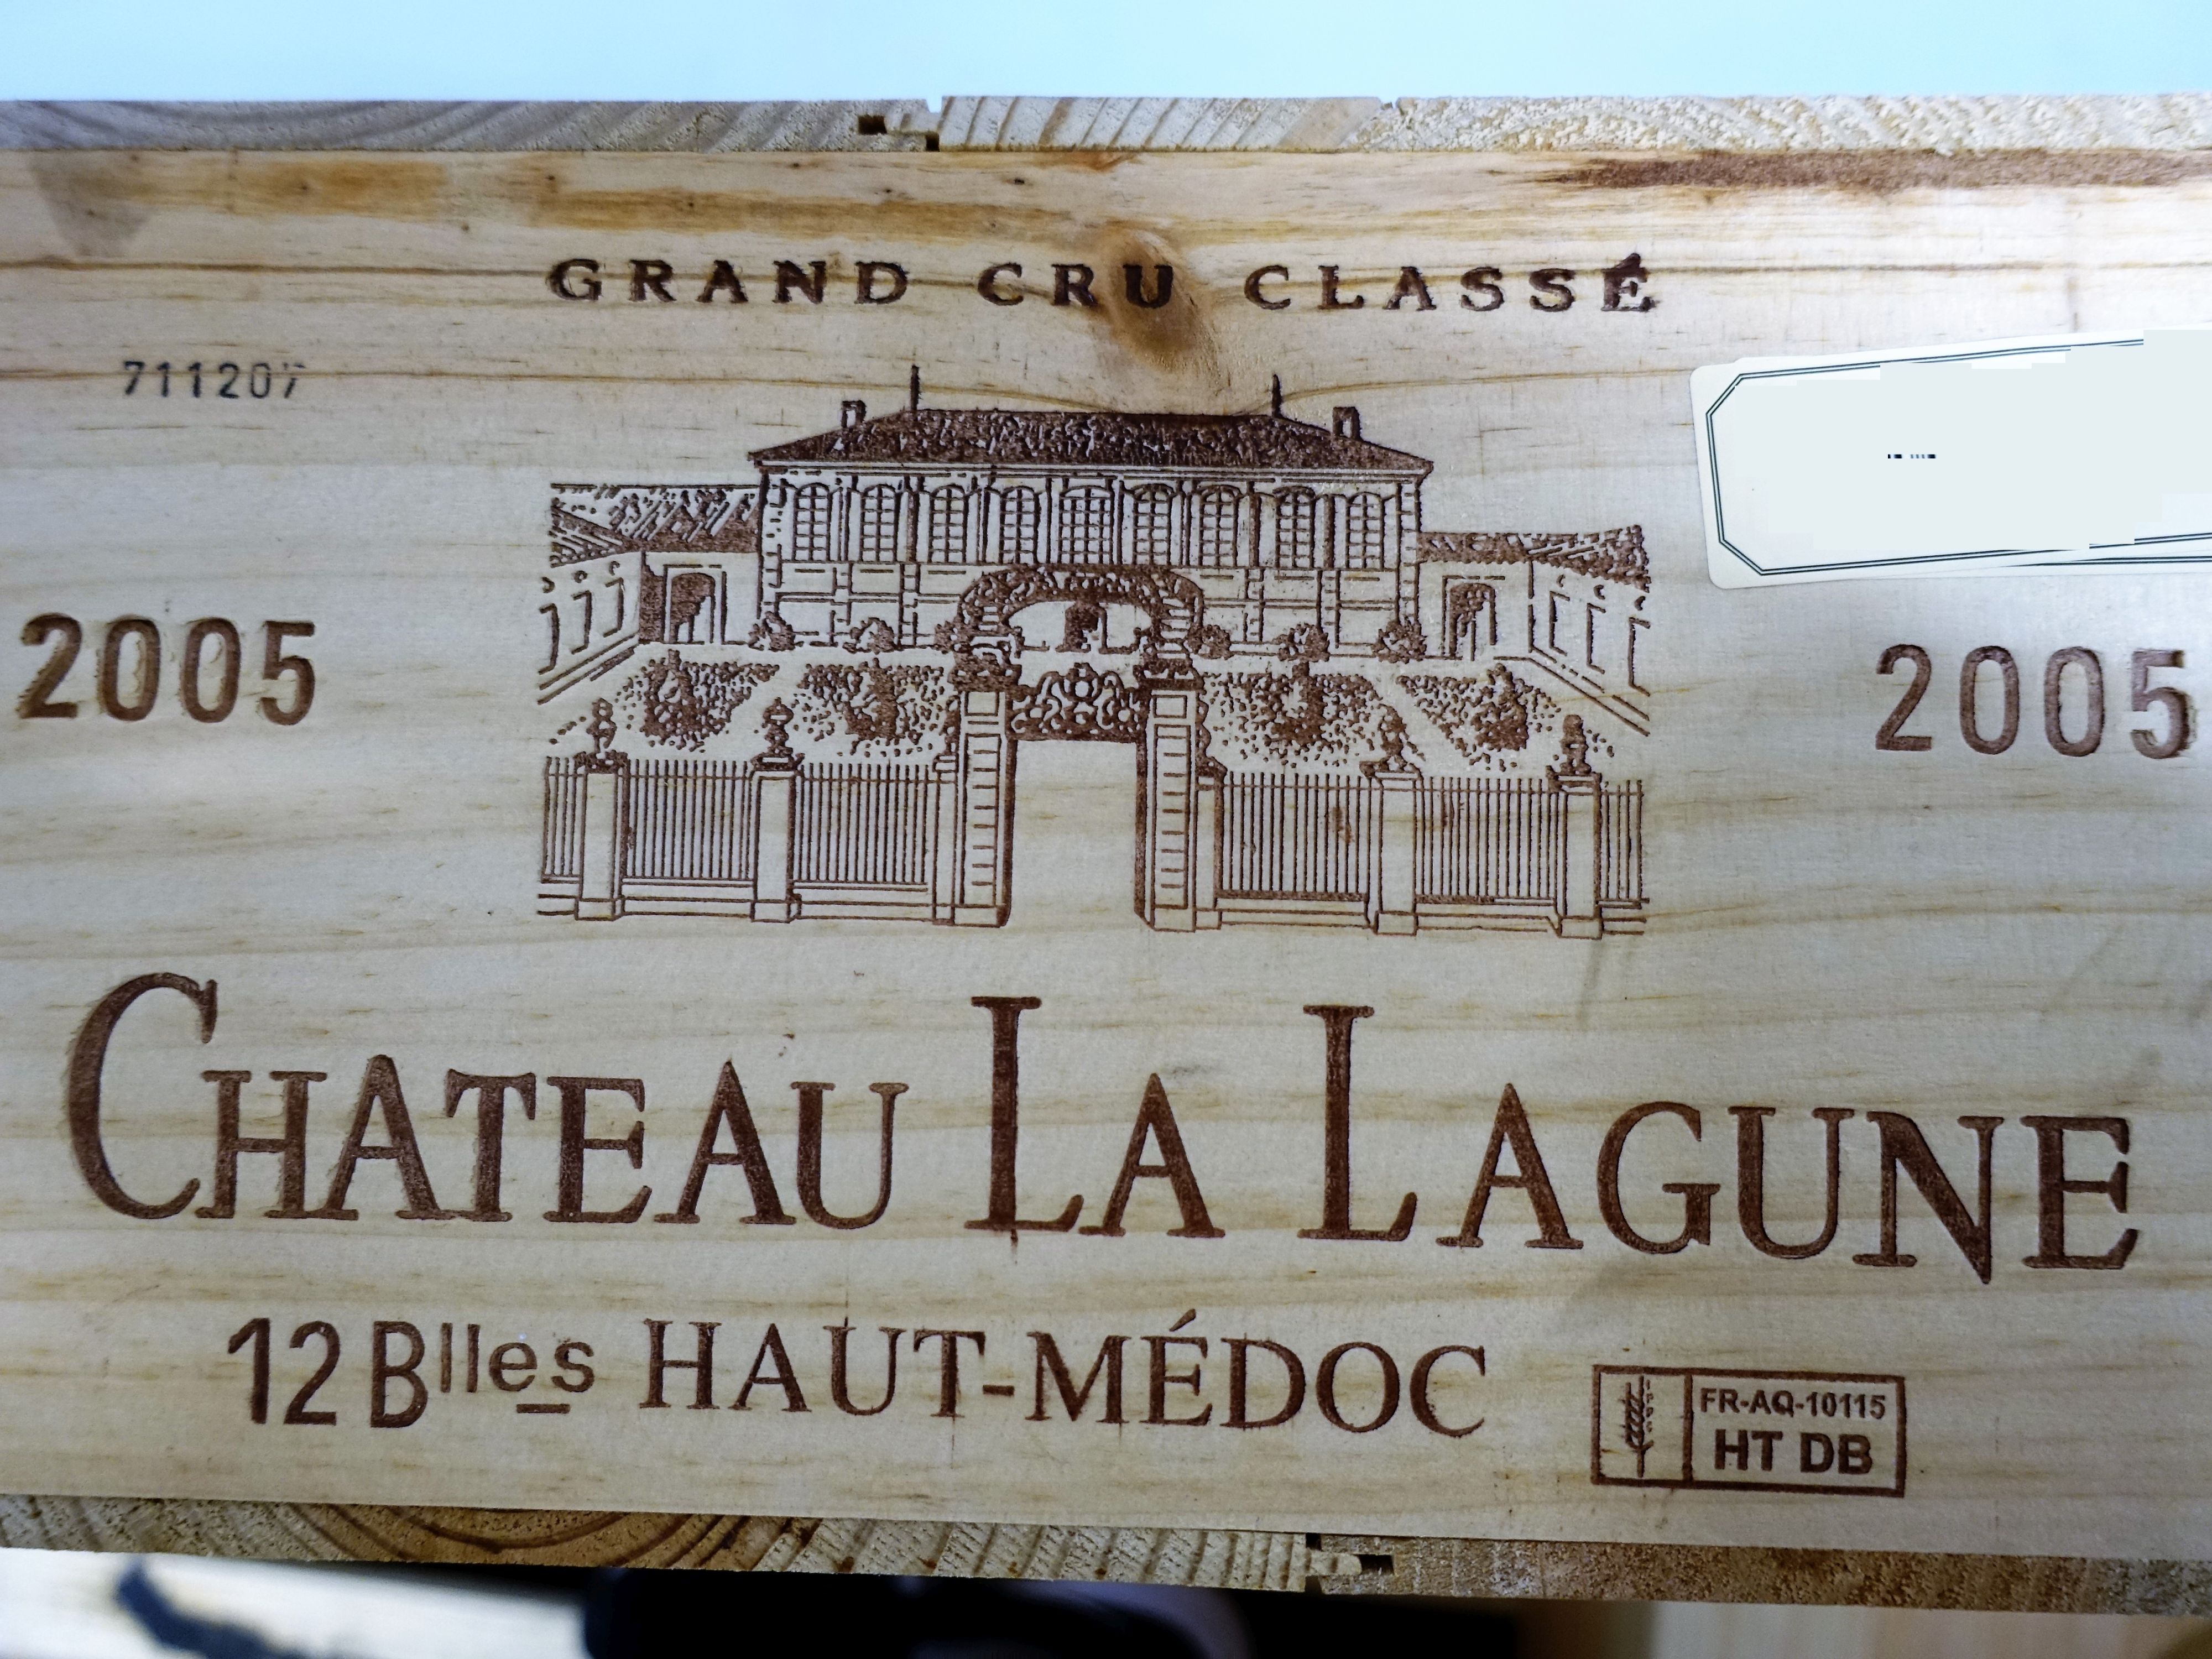 GRAND CRU CLASSÉ
711207
2005
2005
CHATEAU LA LAGUNE
12 Blles HAUT-MÉDOC
FR-AQ-10115
HT DB